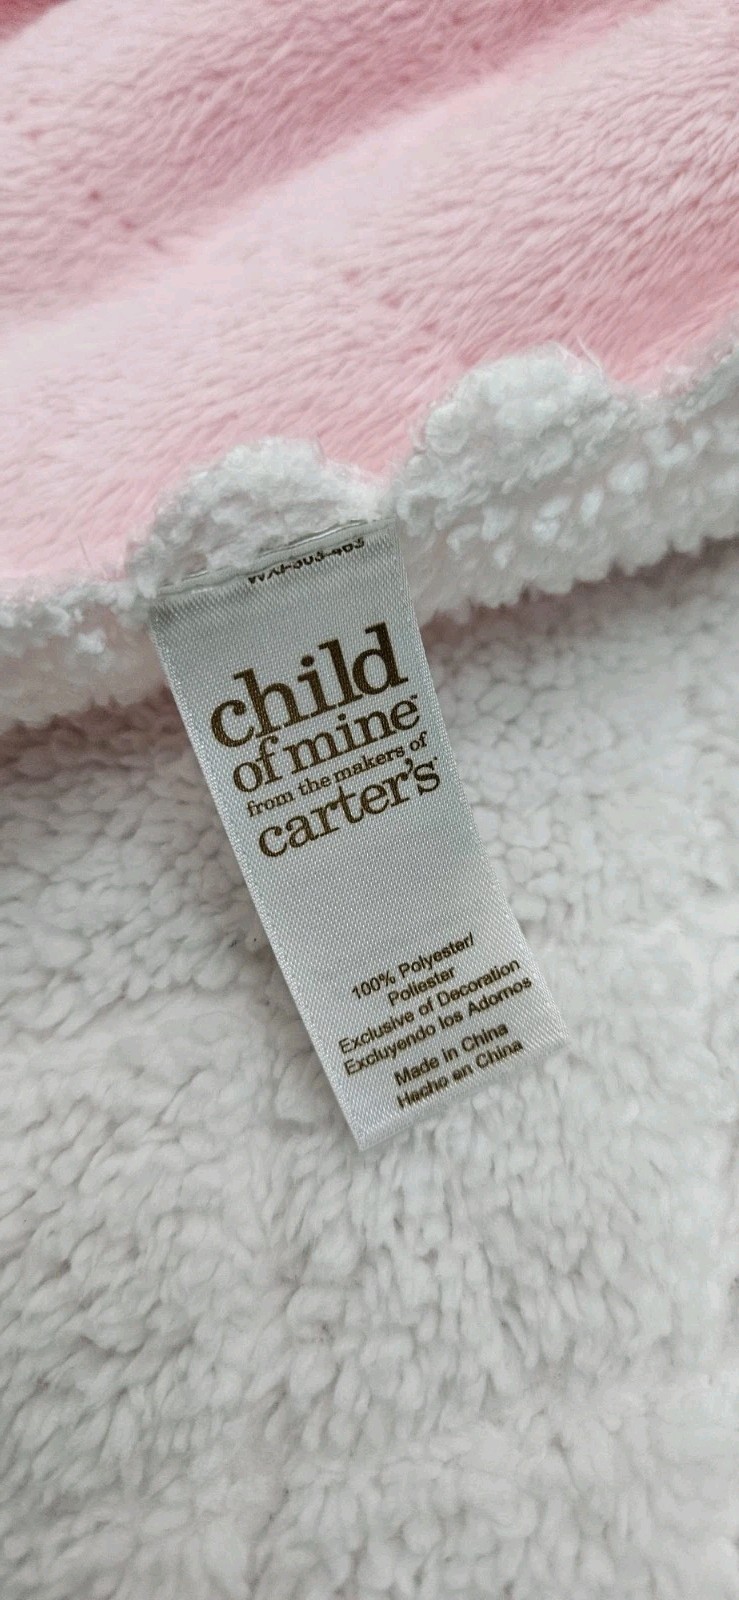 child
of mine™
from the makers of
carter's®
100% Polyester/
Poliester
Exclusive of Decoration
Excluyendo los Adornos
Made in China
Hecho en China